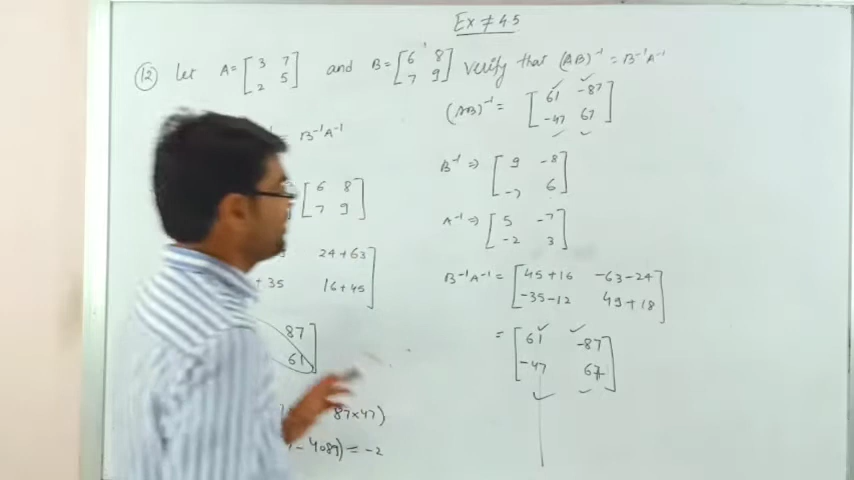 Ex ≠ 45
(12) Let A = [3 7; 2 5] and B = [6 8; 7 9] verify that (AB)⁻¹ = B⁻¹A⁻¹
= B⁻¹A⁻¹
[6 8; 7 9]
24+63
+ 35 16+45
87
61
87×47)
- 4089) = -2
(AB)⁻¹ = [61 -87; -47 67]
B⁻¹ ⇒ [9 -8; -7 6]
A⁻¹ ⇒ [5 -7; -2 3]
B⁻¹A⁻¹ = [45+16 -63-24; -35-12 49+18]
= [61 -87; -47 67]